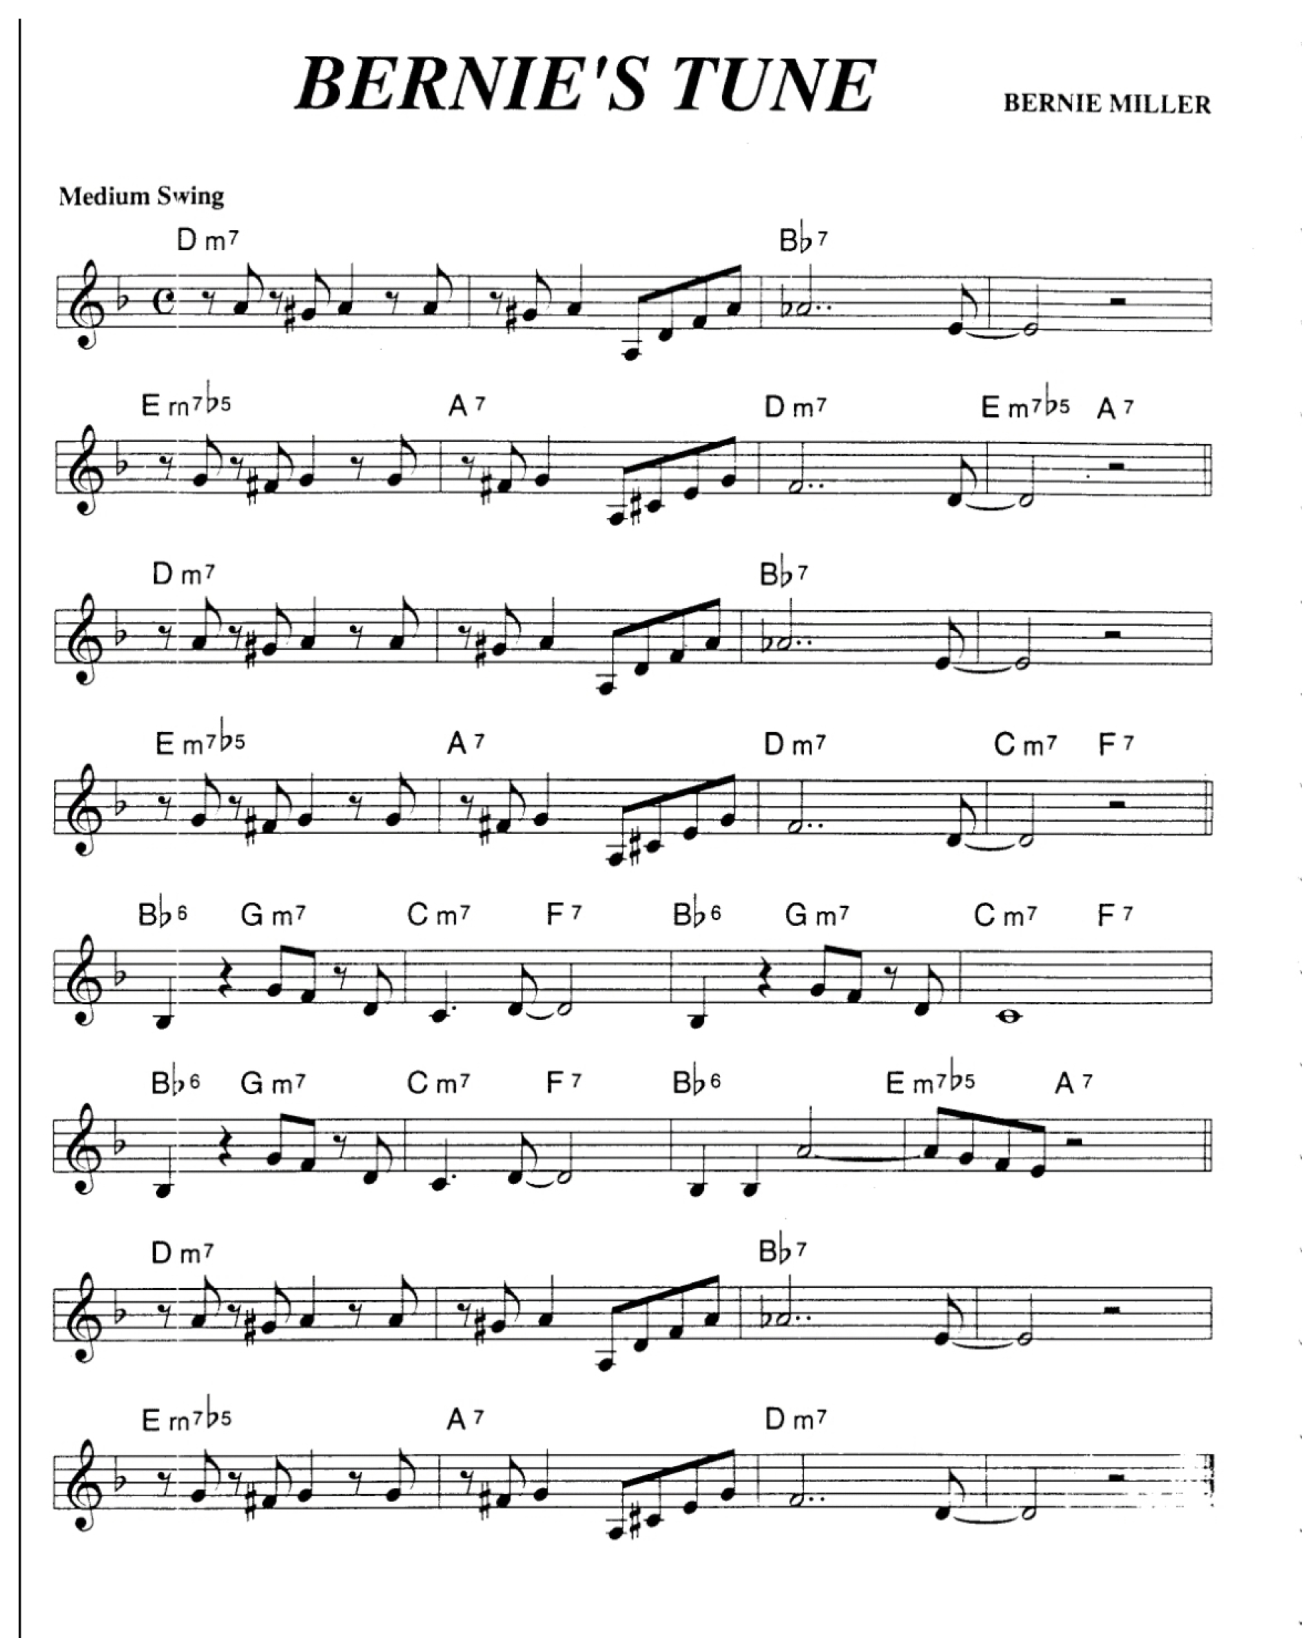 BERNIE'S TUNE
BERNIE MILLER
Medium Swing
D m7 B♭7
E m7♭5 A 7 D m7 E m7♭5 A 7
D m7 B♭7
E m7♭5 A 7 D m7 C m7 F 7
B♭6 G m7 C m7 F 7 B♭6 G m7 C m7 F 7
B♭6 G m7 C m7 F 7 B♭6 E m7♭5 A 7
D m7 B♭7
E m7♭5 A 7 D m7